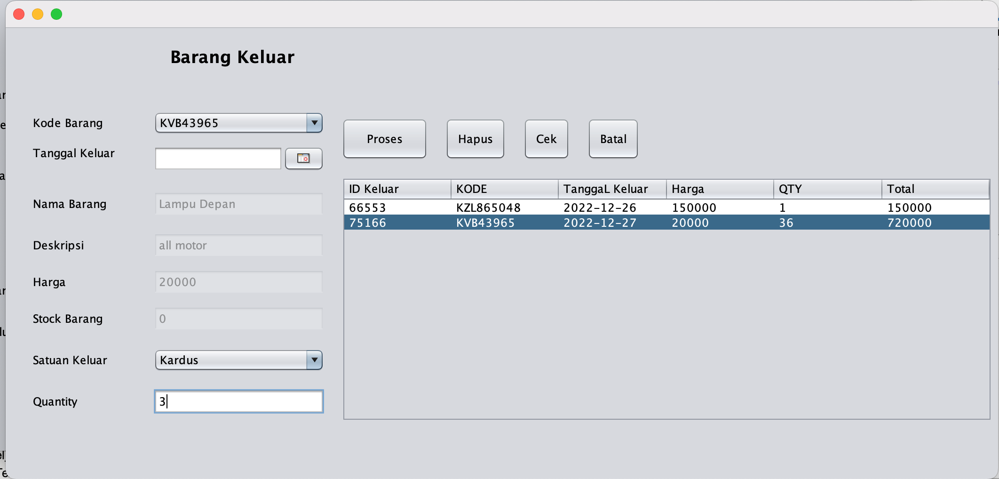 Barang Keluar
Kode Barang
KVB43965
Tanggal Keluar
Nama Barang
Lampu Depan
Deskripsi
all motor
Harga
20000
Stock Barang
0
Satuan Keluar
Kardus
Quantity
3
Proses Hapus Cek Batal
ID Keluar KODE TanggaL Keluar Harga QTY Total
66553 KZL865048 2022-12-26 150000 1 150000
75166 KVB43965 2022-12-27 20000 36 720000